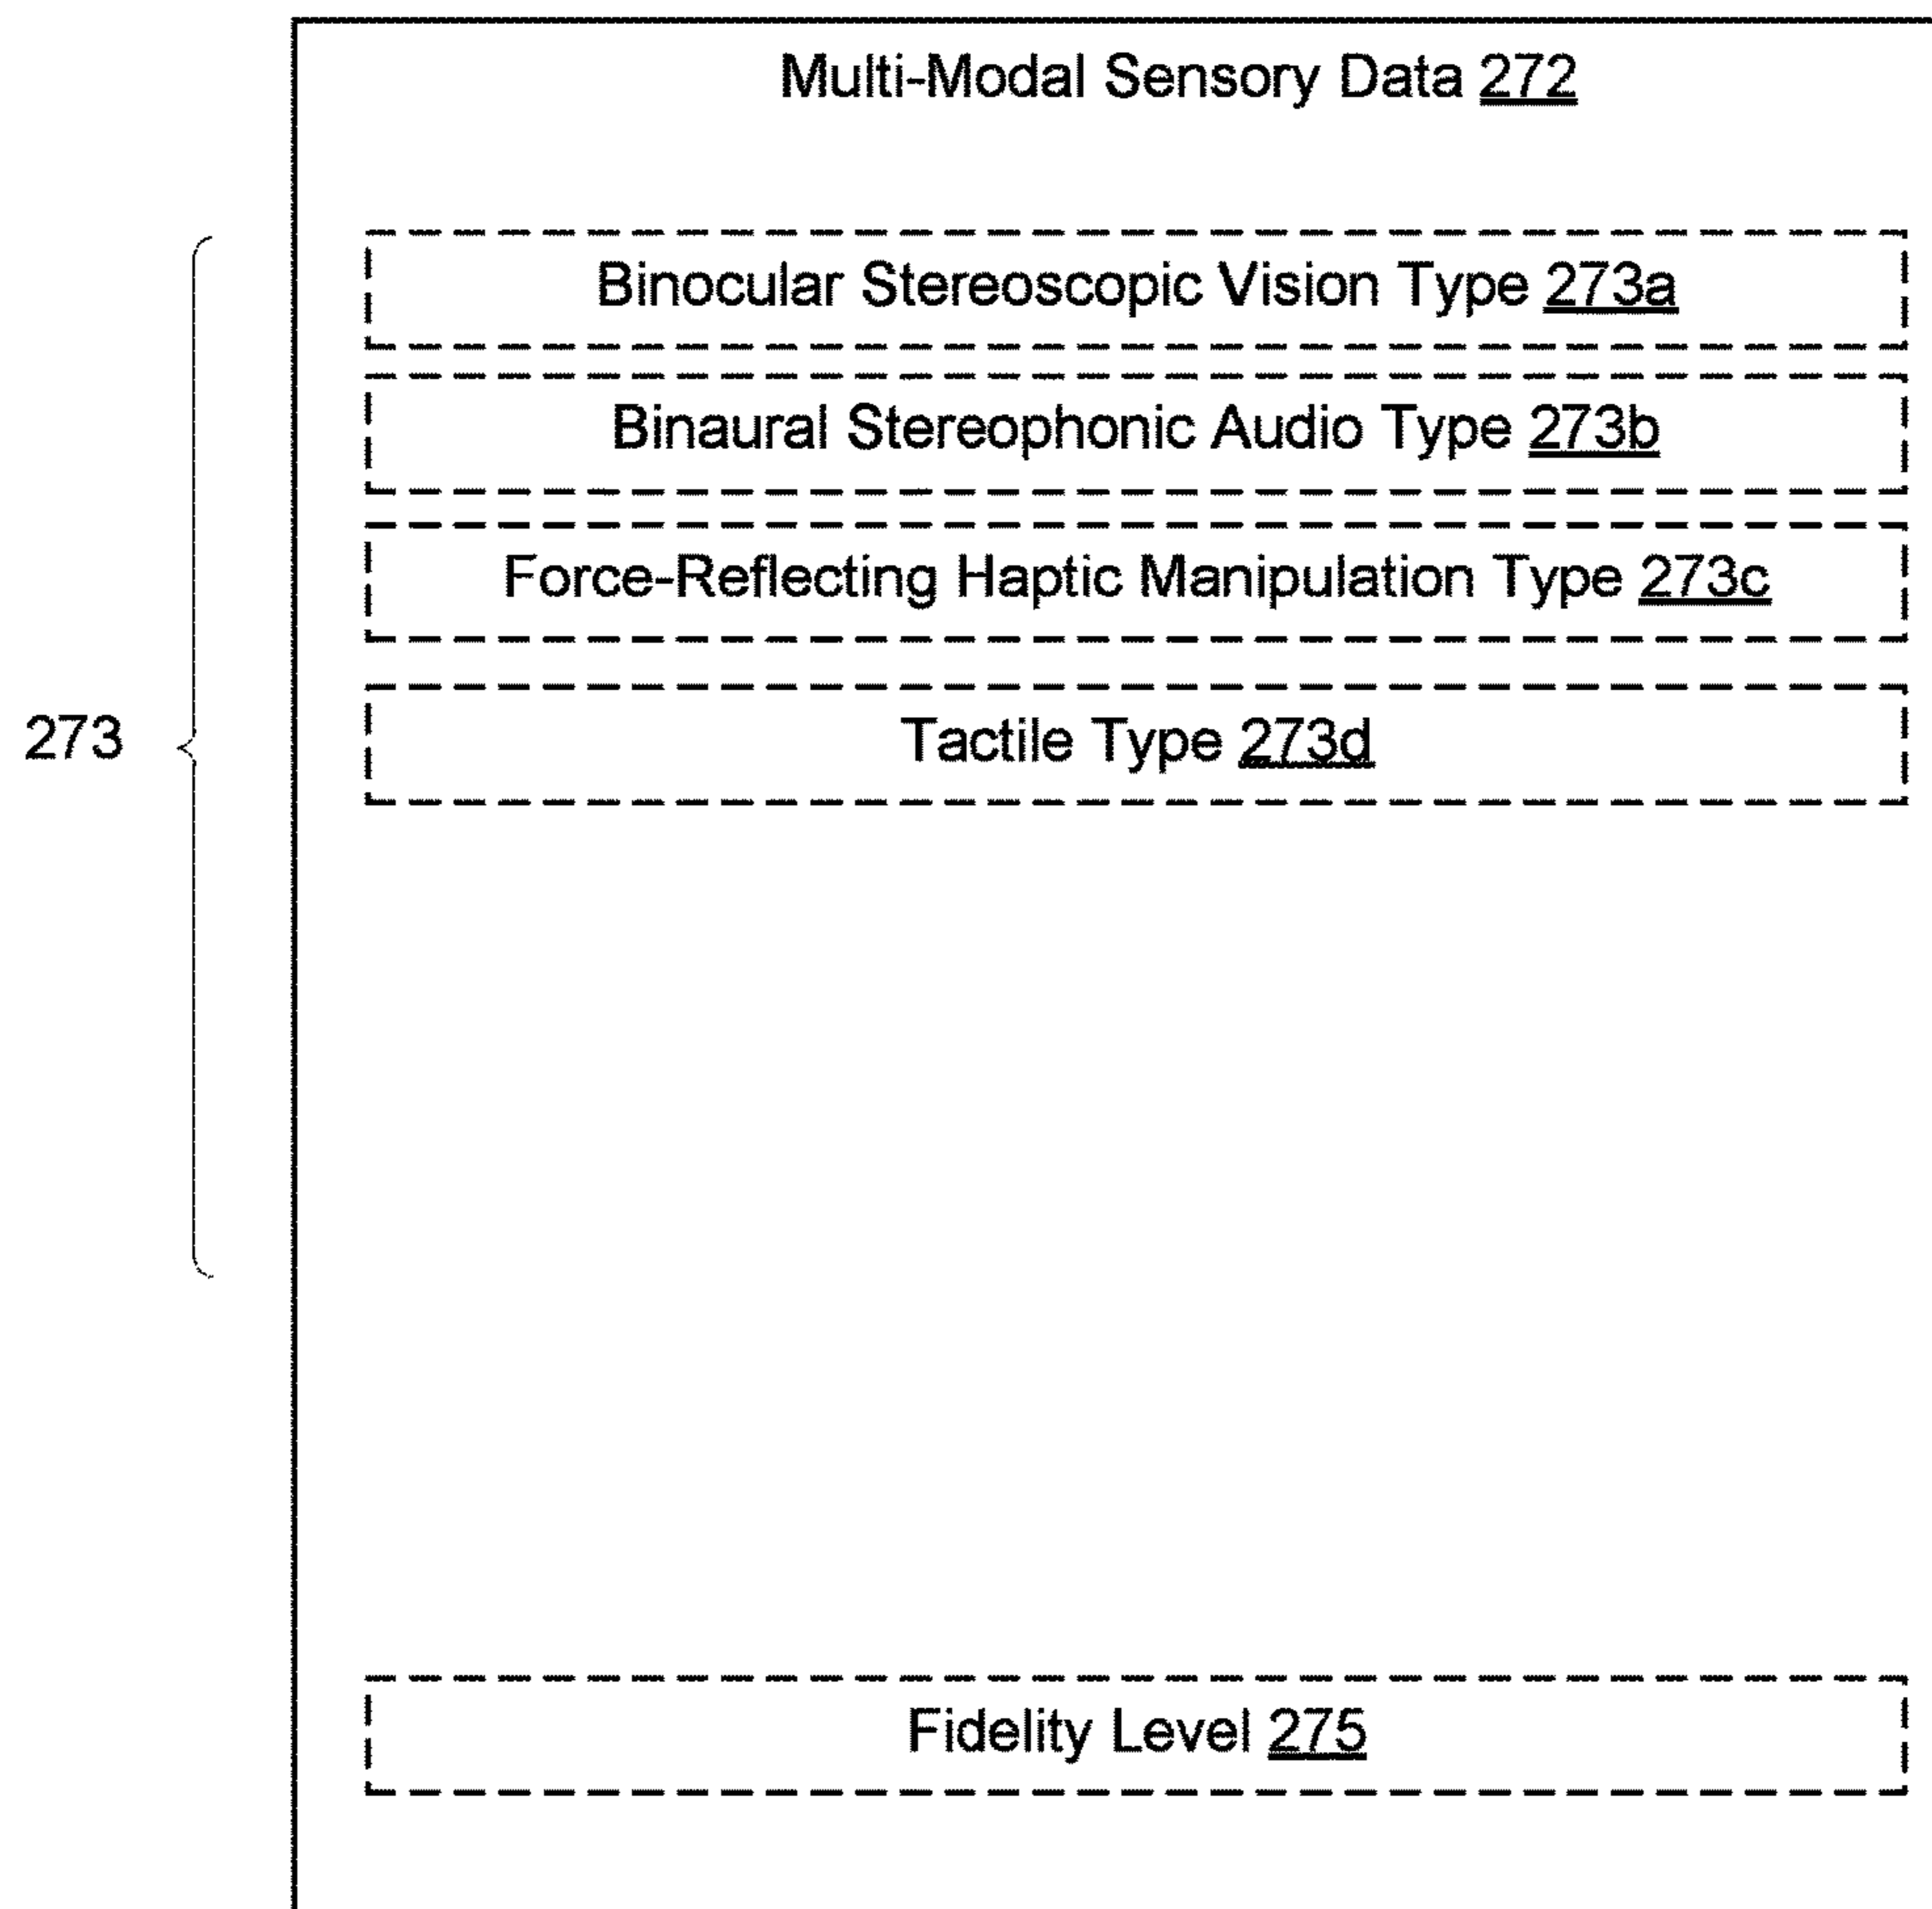 Multi-Modal Sensory Data 272
Binocular Stereoscopic Vision Type 273a
Binaural Stereophonic Audio Type 273b
Force-Reflecting Haptic Manipulation Type 273c
273
Tactile Type 273d
Fidelity Level 275